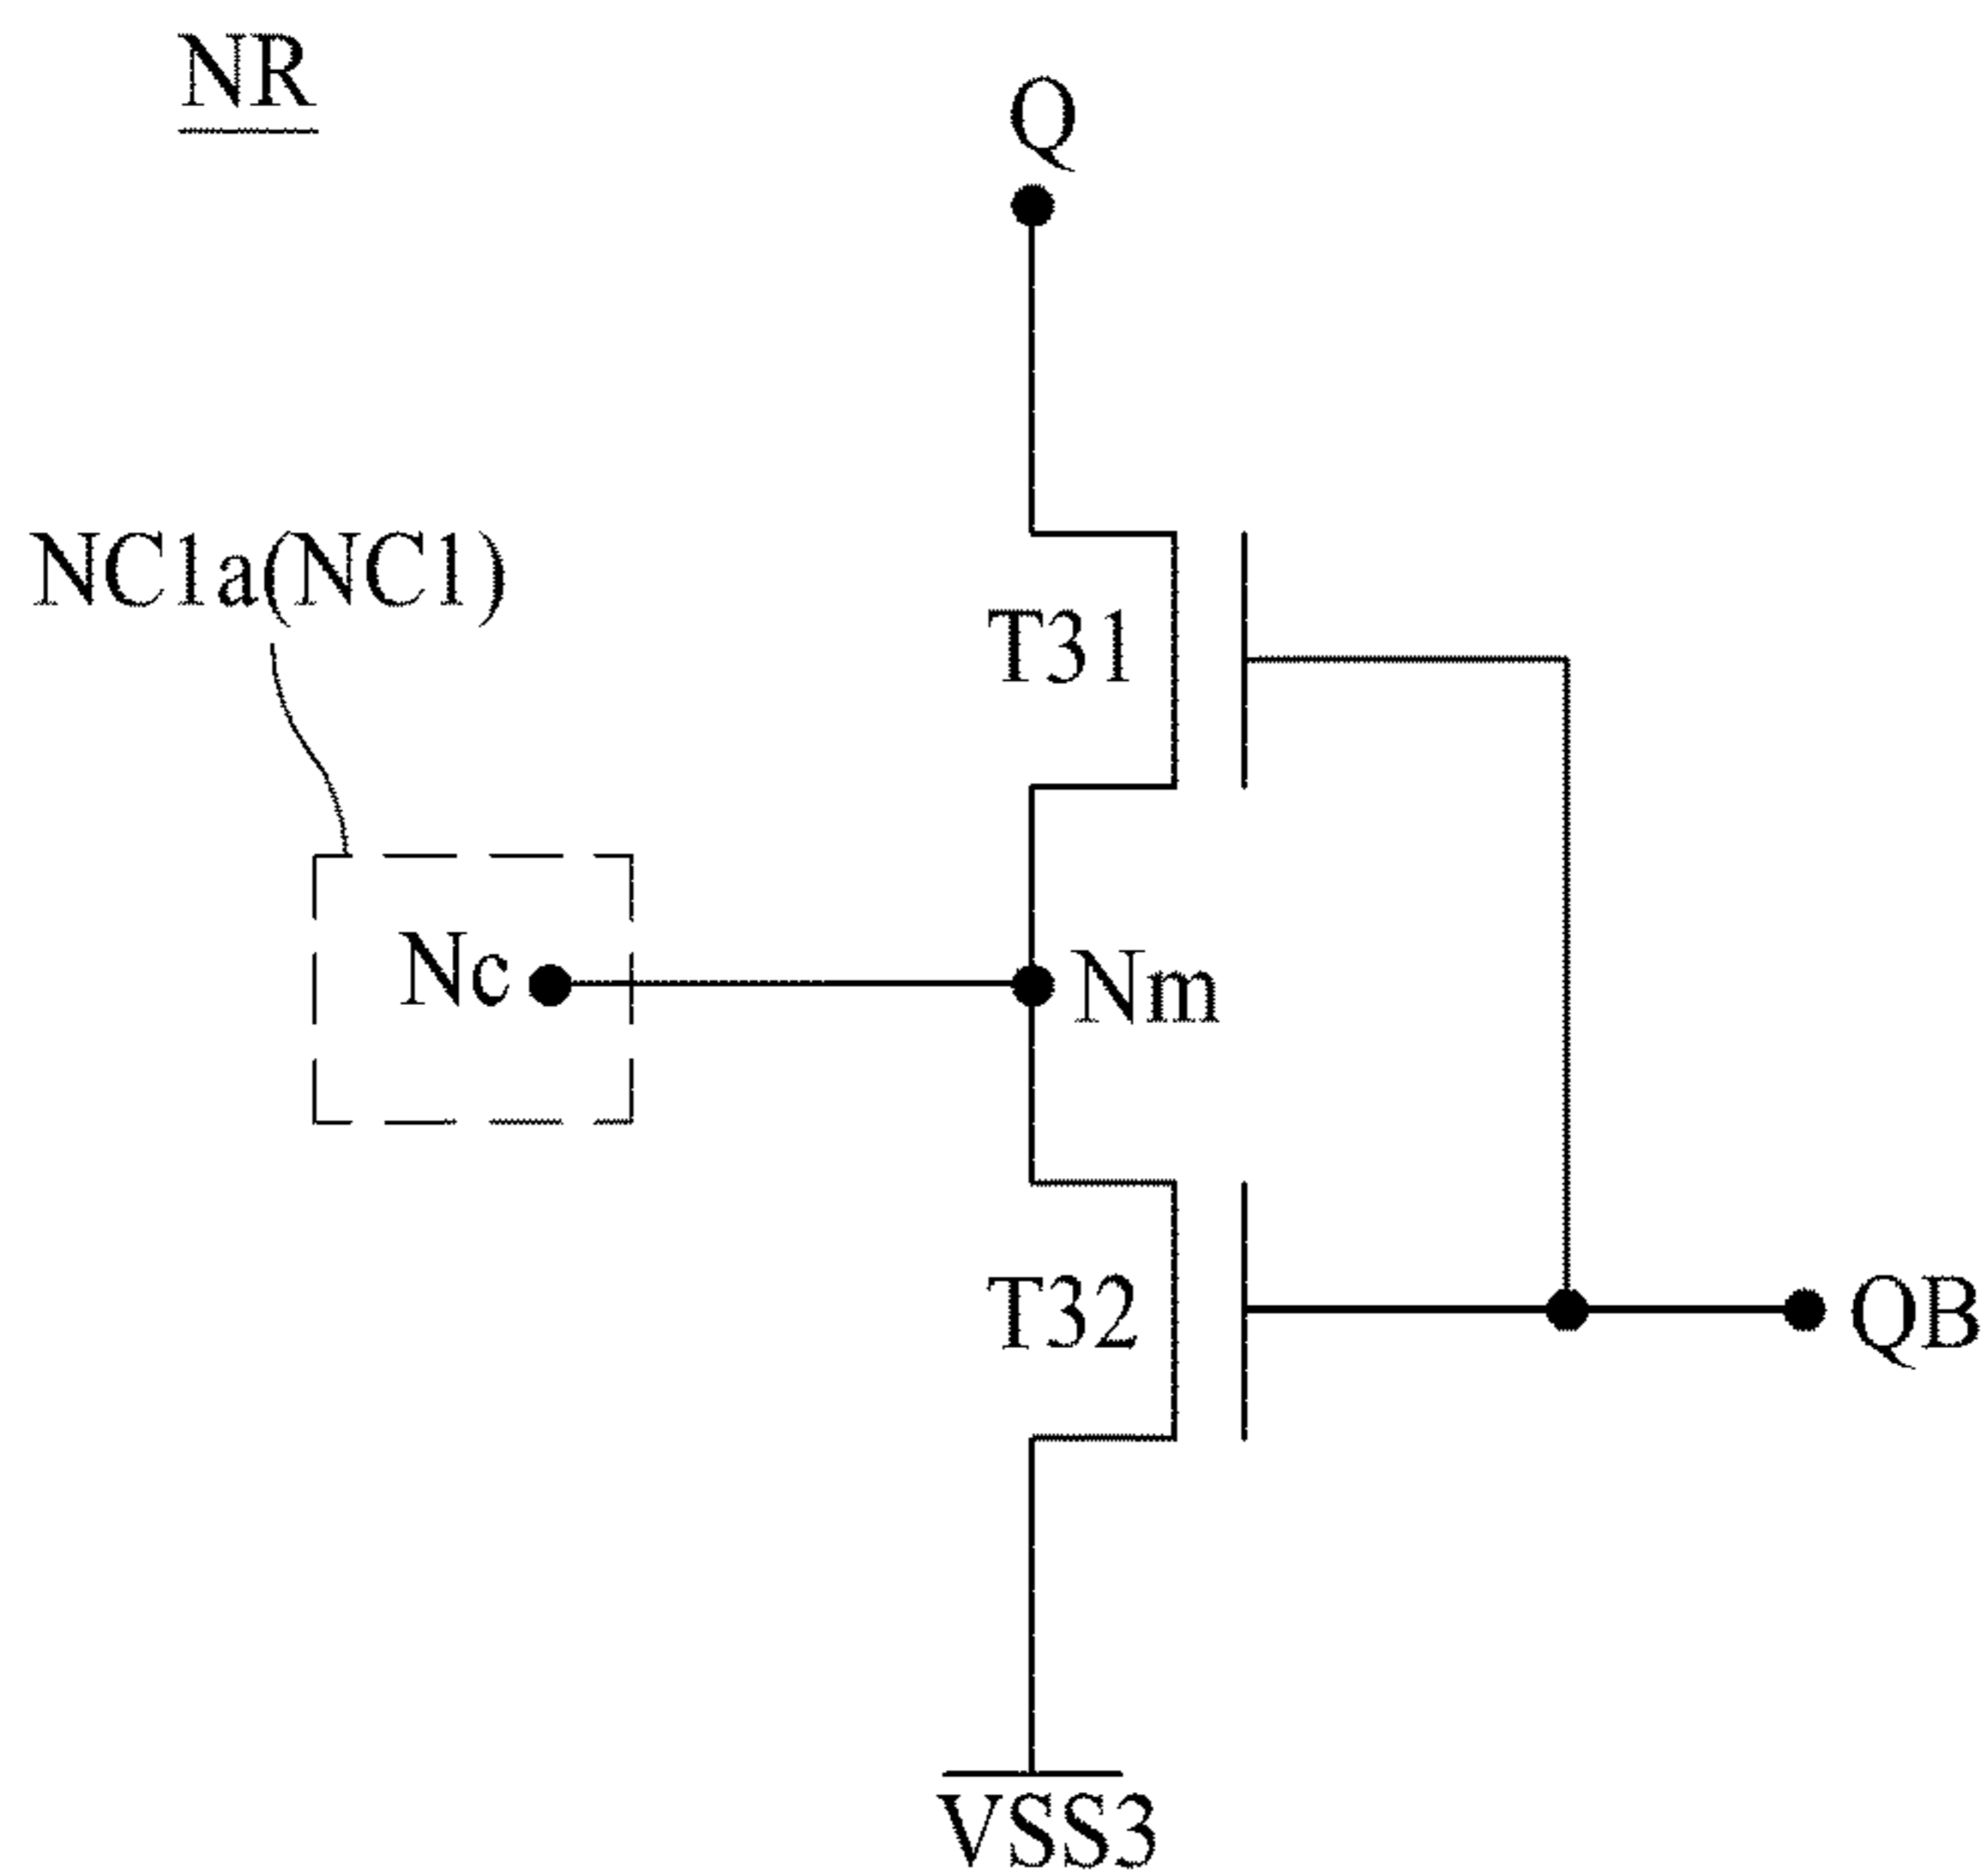 NR
Q
NC1a(NC1)
T31
Nc
Nm
T32
QB
VSS3